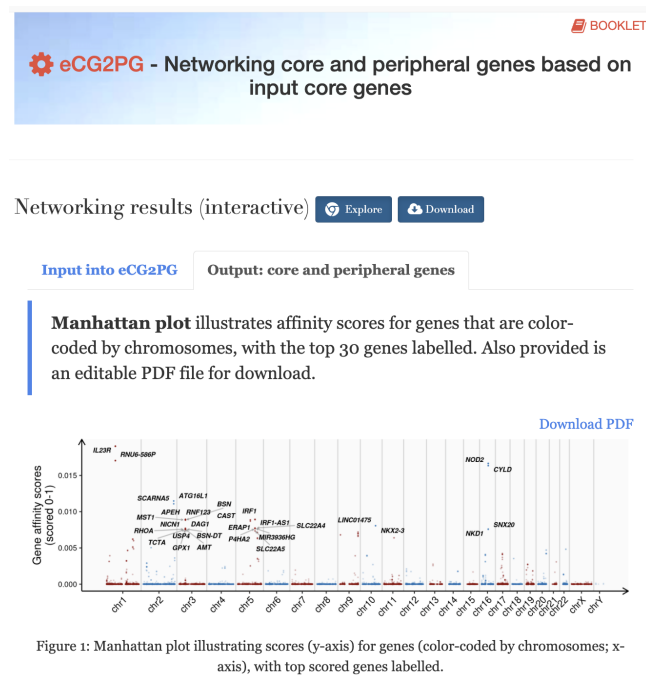 BOOKLET
eCG2PG - Networking core and peripheral genes based on
input core genes
Networking results (interactive) Explore Download
Input into eCG2PG Output: core and peripheral genes
Manhattan plot illustrates affinity scores for genes that are color-
coded by chromosomes, with the top 30 genes labelled. Also provided is
an editable PDF file for download.
Download PDF
Gene affinity scores
(scored 0-1)
0.015
0.010
0.005
0.000
IL23R
RNU6-586P
SCARNA5
ATG16L1
BSN
MST1
APEH
RNF123
CAST
IRF1
NICN1
DAG1
RHOA
USP4
BSN-DT
ERAP1
IRF1-AS1
SLC22A4
TCTA
GPX1
AMT
P4HA2
MIR3936HG
SLC22A5
LINC01475
NKX2-3
NOD2
CYLD
SNX20
NKD1
chr1 chr2 chr3 chr4 chr5 chr6 chr7 chr8 chr9 chr10 chr11 chr12 chr13 chr14 chr15 chr16 chr17 chr18 chr19 chr20 chr21 chr22 chrX chrY
Figure 1: Manhattan plot illustrating scores (y-axis) for genes (color-coded by chromosomes; x-
axis), with top scored genes labelled.